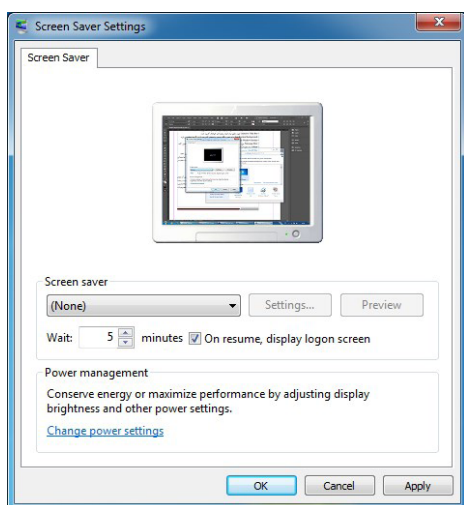 Screen Saver Settings
Screen Saver
Screen saver
(None)
Settings...
Preview
Wait:
5
minutes
On resume, display logon screen
Power management
Conserve energy or maximize performance by adjusting display
brightness and other power settings.
Change power settings
OK
Cancel
Apply